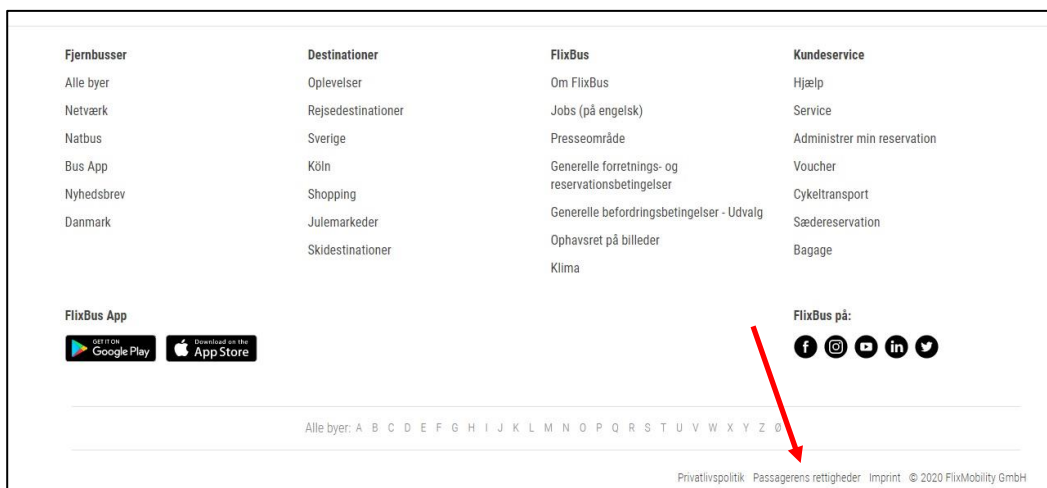 Fjernbusser
Alle byer
Netværk
Natbus
Bus App
Nyhedsbrev
Danmark
Destinationer
Oplevelser
Rejsedestinationer
Sverige
Köln
Shopping
Julemarkeder
Skidestinationer
FlixBus
Om FlixBus
Jobs (på engelsk)
Presseområde
Generelle forretnings- og
reservationsbetingelser
Generelle befordringsbetingelser - Udvalg
Ophavsret på billeder
Klima
Kundeservice
Hjælp
Service
Administrer min reservation
Voucher
Cykeltransport
Sædereservation
Bagage
FlixBus App
GET IT ON
Google Play
Download on the
App Store
FlixBus på:
Alle byer: A B C D E F G H I J K L M N O P Q R S T U V W X Y Z Ø
Privatlivspolitik Passagerens rettigheder Imprint © 2020 FlixMobility GmbH